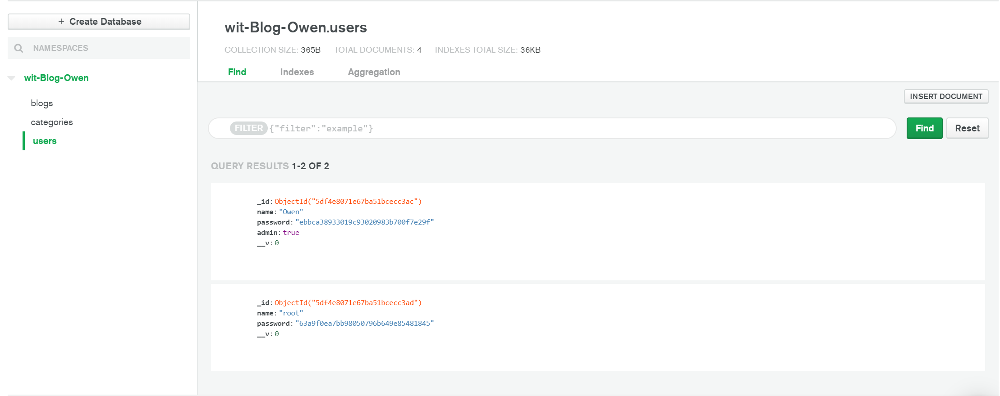 + Create Database
NAMESPACES
wit-Blog-Owen
blogs
categories
users
wit-Blog-Owen.users
COLLECTION SIZE: 365B TOTAL DOCUMENTS: 4 INDEXES TOTAL SIZE: 36KB
Find Indexes Aggregation
INSERT DOCUMENT
FILTER {"filter":"example"} Find Reset
QUERY RESULTS 1-2 OF 2
_id: ObjectId("5df4e8071e67ba51bcecc3ac")
name: "Owen"
password: "ebbca38933019c93020983b700f7e29f"
admin: true
__v: 0
_id: ObjectId("5df4e8071e67ba51bcecc3ad")
name: "root"
password: "63a9f0ea7bb98050796b649e85481845"
__v: 0